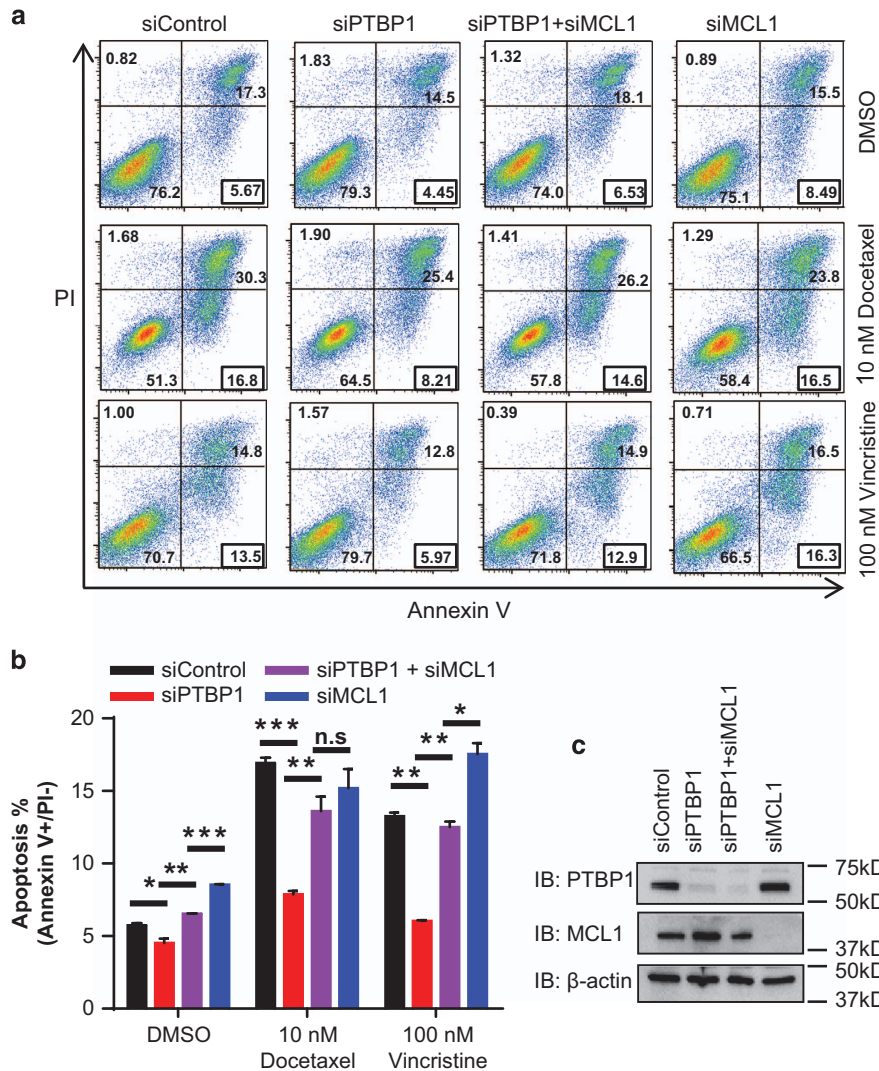 a
siControl siPTBP1 siPTBP1+siMCL1 siMCL1
0.82 17.3 76.2 5.67
1.83 14.5 79.3 4.45
1.32 18.1 74.0 6.53
0.89 15.5 75.1 8.49
DMSO
1.68 30.3 51.3 16.8
1.90 25.4 64.5 8.21
1.41 26.2 57.8 14.6
1.29 23.8 58.4 16.5
10 nM Docetaxel
1.00 14.8 70.7 13.5
1.57 12.8 79.7 5.97
0.39 14.9 71.8 12.9
0.71 16.5 66.5 16.3
100 nM Vincristine
PI
Annexin V
b
siControl siPTBP1 + siMCL1
siPTBP1 siMCL1
Apoptosis %
(Annexin V+/PI-)
20
15
10
5
0
* ** ***
*** ** n.s
** ** *
DMSO
10 nM
Docetaxel
100 nM
Vincristine
c
siControl
siPTBP1
siPTBP1+siMCL1
siMCL1
IB: PTBP1
75kD
50kD
IB: MCL1
37kD
IB: β-actin
50kD
37kD